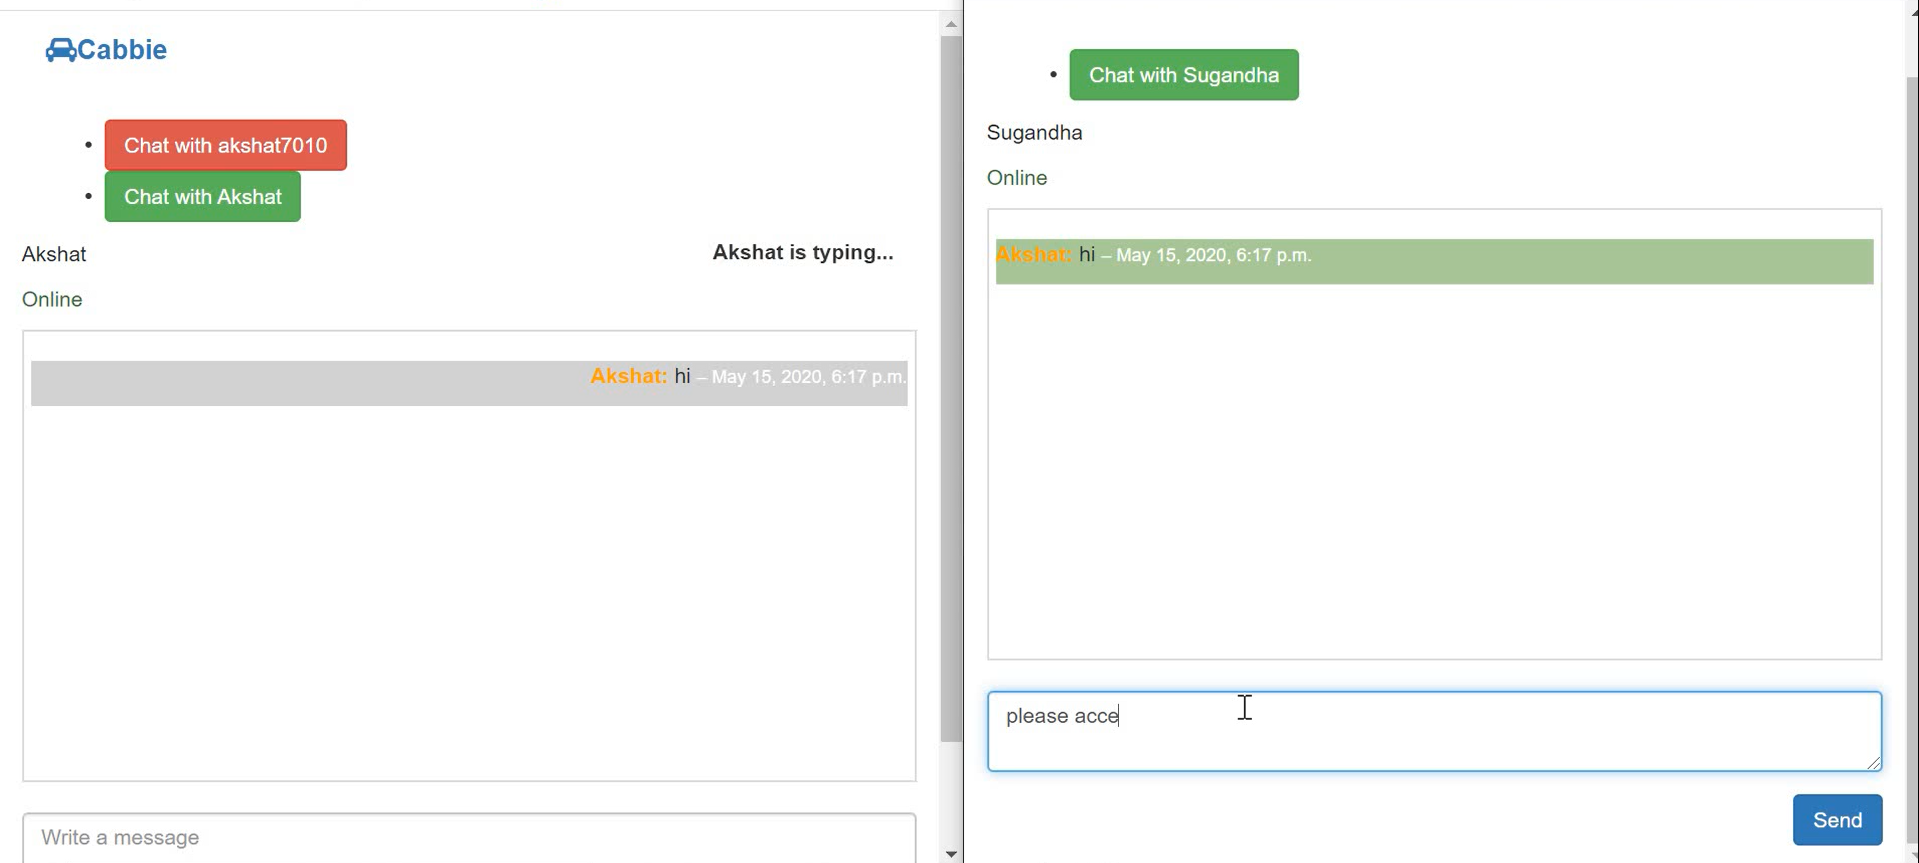 Cabbie
Chat with akshat7010
Chat with Akshat
Akshat
Akshat is typing...
Online
Akshat: hi – May 15, 2020, 6:17 p.m.
Write a message
Chat with Sugandha
Sugandha
Online
Akshat: hi – May 15, 2020, 6:17 p.m.
please acce
Send